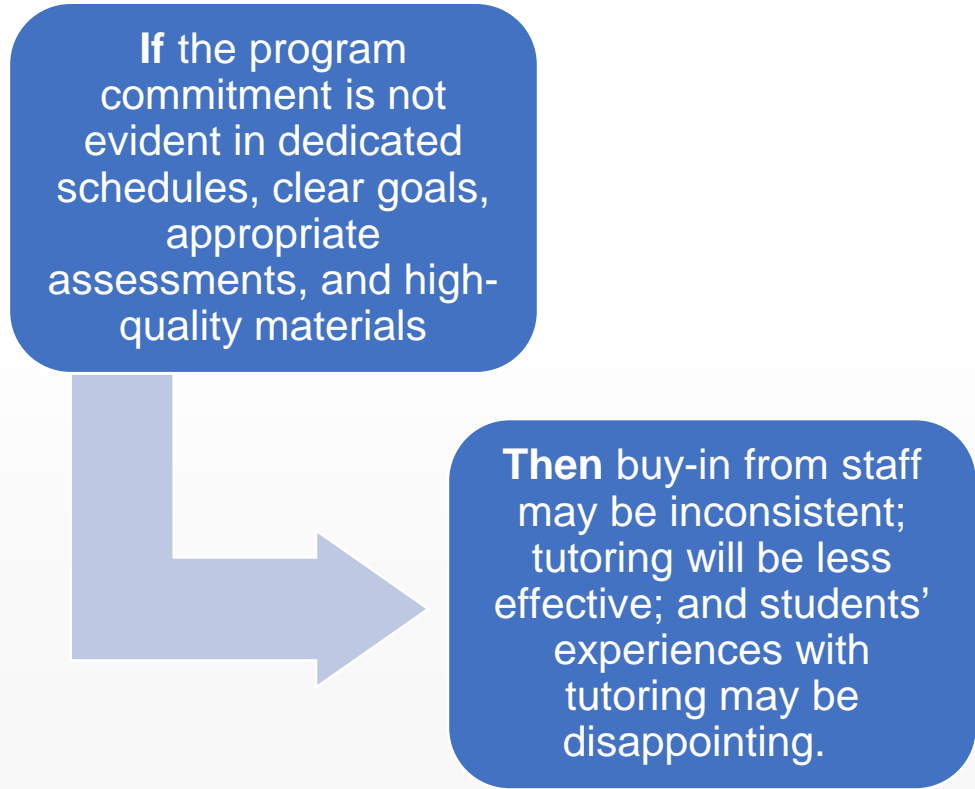 If the program
commitment is not
evident in dedicated
schedules, clear goals,
appropriate
assessments, and high-
quality materials
Then buy-in from staff
may be inconsistent;
tutoring will be less
effective; and students’
experiences with
tutoring may be
disappointing.